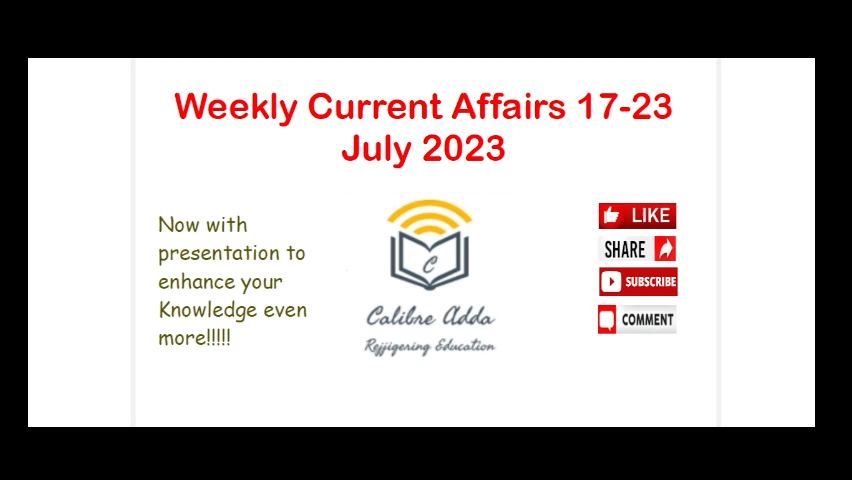 Weekly Current Affairs 17-23
July 2023
Now with
presentation to
enhance your
Knowledge even
more!!!!!
C
Calibre Adda
Rejjigering Education
LIKE
SHARE
SUBSCRIBE
COMMENT